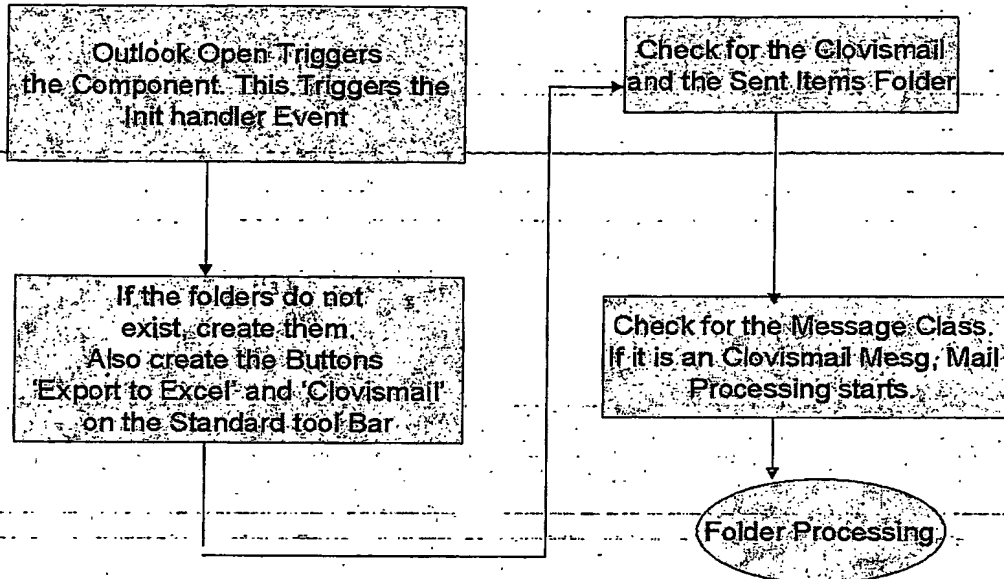 Outlook Open Triggers
the Component. This Triggers the
Init handler Event
If the folders do not
exist, create them.
Also create the Buttons
'Export to Excel' and 'Clovismail'
on the Standard tool Bar
Check for the Clovismail
and the Sent Items Folder
Check for the Message Class.
If it is an Clovismail Mesg, Mail
Processing starts.
Folder Processing